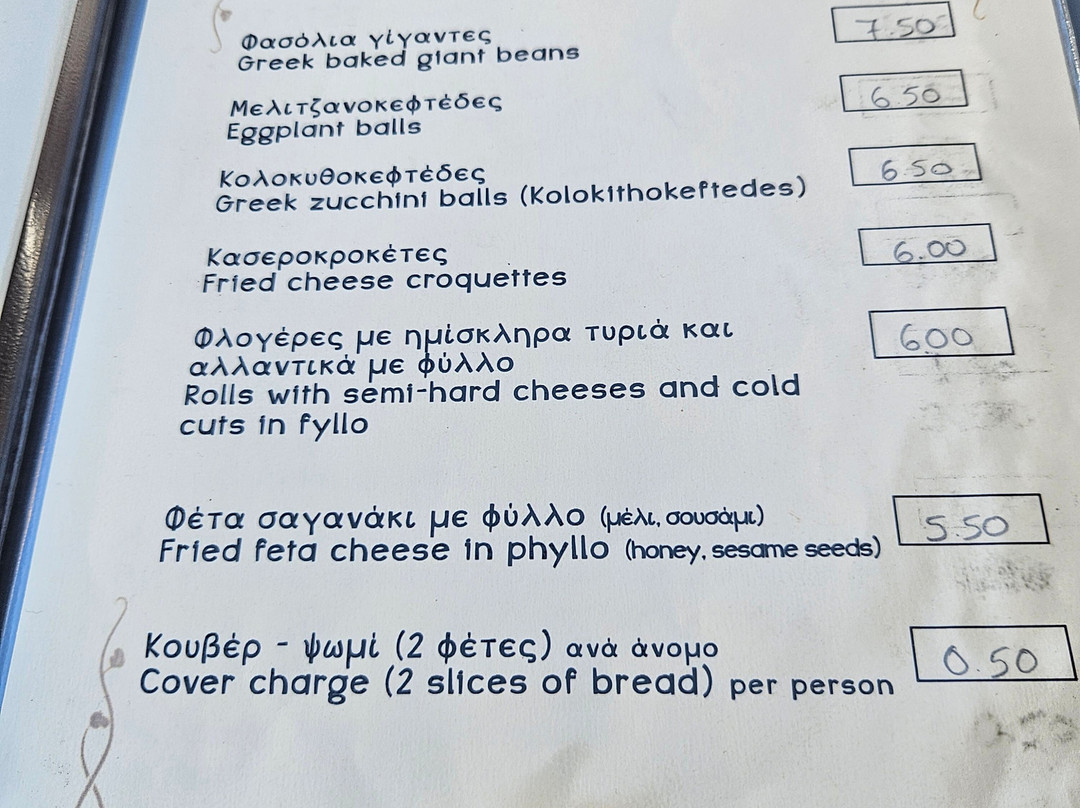 Φασόλια γίγαντες 7.50
Greek baked giant beans
Μελιτζανοκεφτέδες 6.50
Eggplant balls
Κολοκυθοκεφτέδες 6.50
Greek zucchini balls (Kolokithokeftedes)
Κασεροκροκέτες 6.00
Fried cheese croquettes
Φλογέρες με ημίσκληρα τυριά και 6.00
αλλαντικά με φύλλο
Rolls with semi-hard cheeses and cold
cuts in fyllo
Φέτα σαγανάκι με φύλλο (μέλι, σουσάμι) 5.50
Fried feta cheese in phyllo (honey, sesame seeds)
Κουβέρ - ψωμί (2 φέτες) ανά άνομο 0.50
Cover charge (2 slices of bread) per person